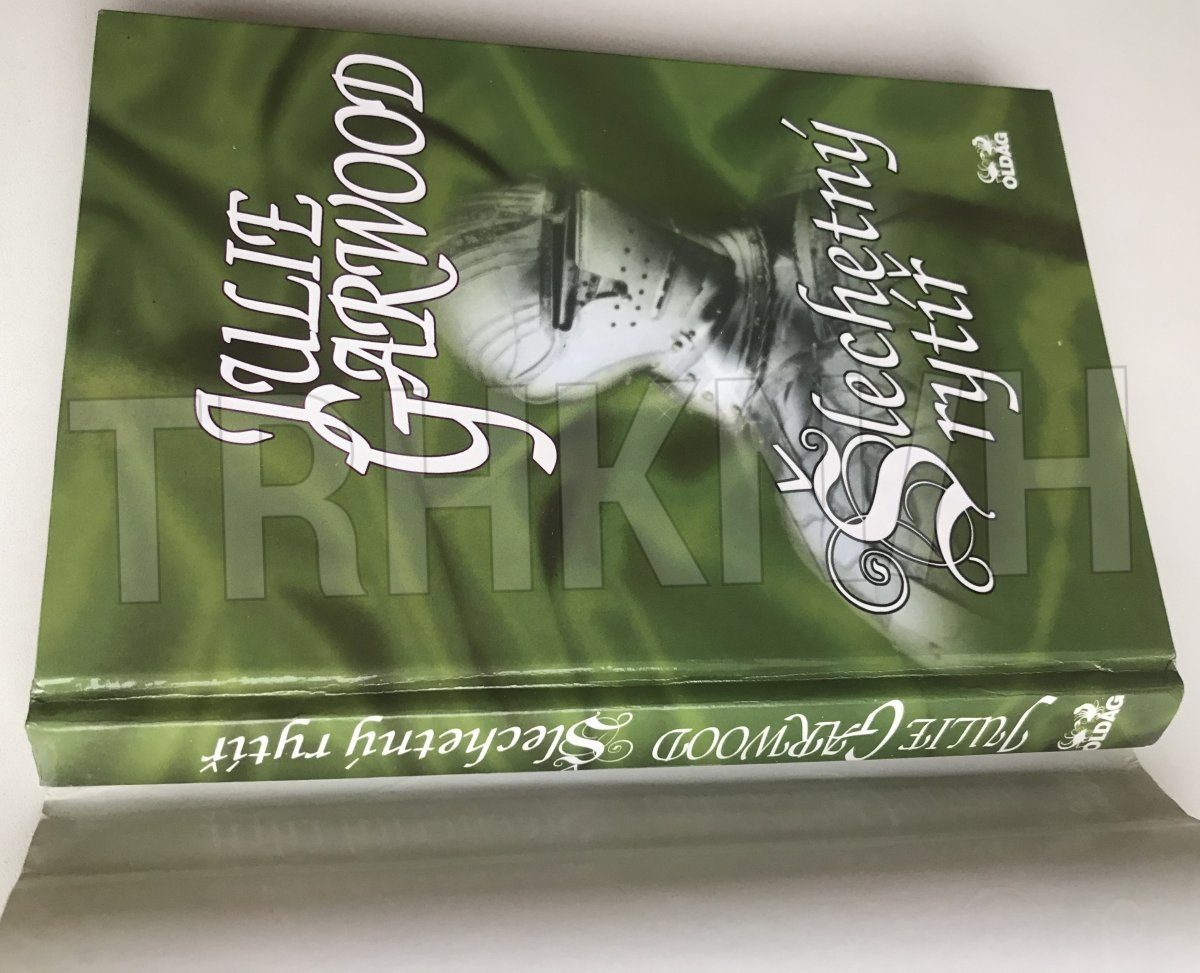 JULIE
GARWOOD
Šlechetný
rytíř
OLDAG
TRHKNIH
JULIE GARWOOD Šlechetný rytíř
OLDAG